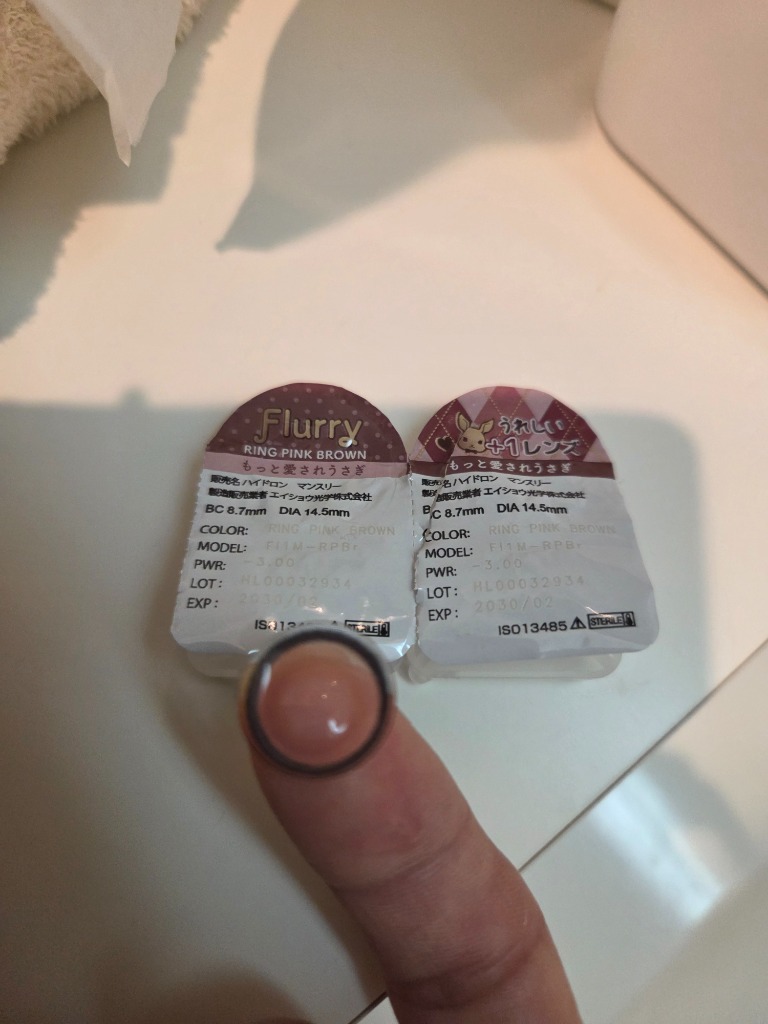 Flurry
RING PINK BROWN
もっと愛されうさぎ
販売名 ハイドロン マンスリー
製造販売業者 エイショウ光学株式会社
BC 8.7mm DIA 14.5mm
COLOR: RING PINK BROWN
MODEL: Fl1M-RPBr
PWR: -3.00
LOT: HL00032934
EXP: 2030/02
STERILE
うれしい
+1レンズ
もっと愛されうさぎ
名 ハイドロン マンスリー
販売業者 エイショウ光学株式会社
BC 8.7mm DIA 14.5mm
COLOR: RING PINK BROWN
MODEL: Fl1M-RPBr
PWR: -3.00
LOT: HL00032934
EXP: 2030/02
ISO13485 STERILE